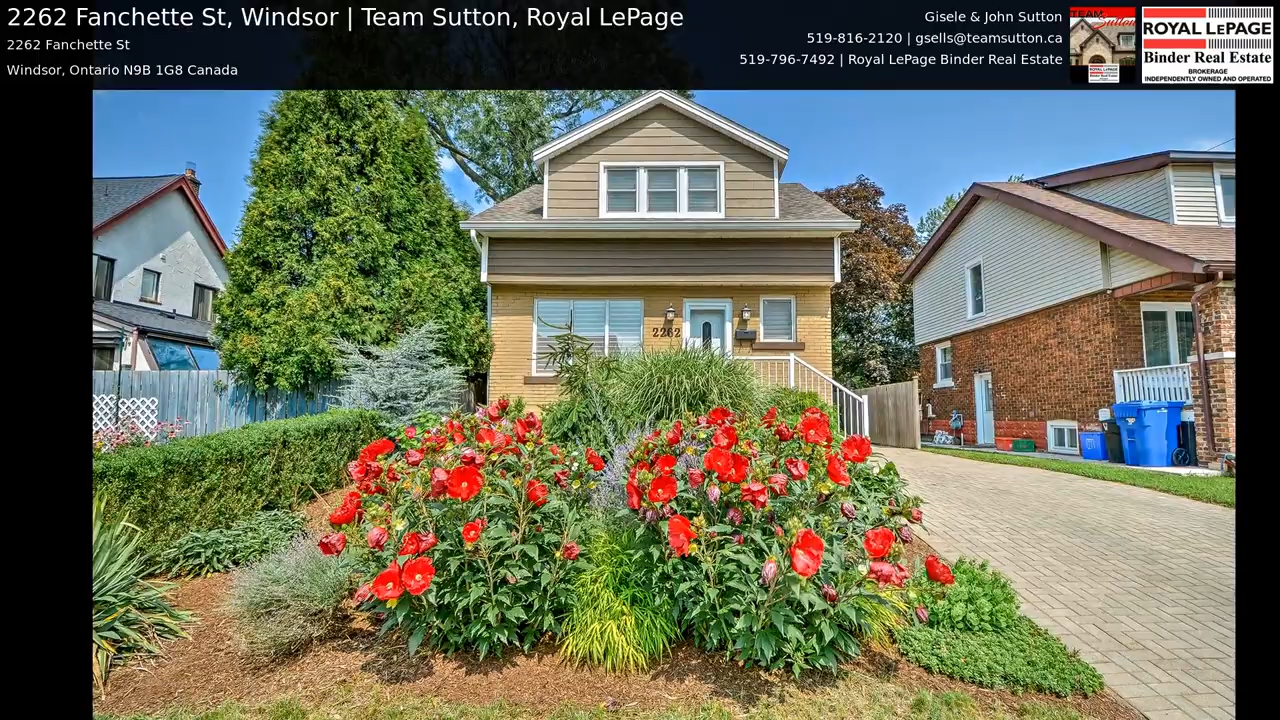 2262 Fanchette St, Windsor | Team Sutton, Royal LePage
2262 Fanchette St
Windsor, Ontario N9B 1G8 Canada
Gisele & John Sutton
519-816-2120 | gsells@teamsutton.ca
519-796-7492 | Royal LePage Binder Real Estate
TEAM
Sutton
ROYAL LEPAGE
Binder Real Estate
BROKERAGE
INDEPENDENTLY OWNED AND OPERATED
2262